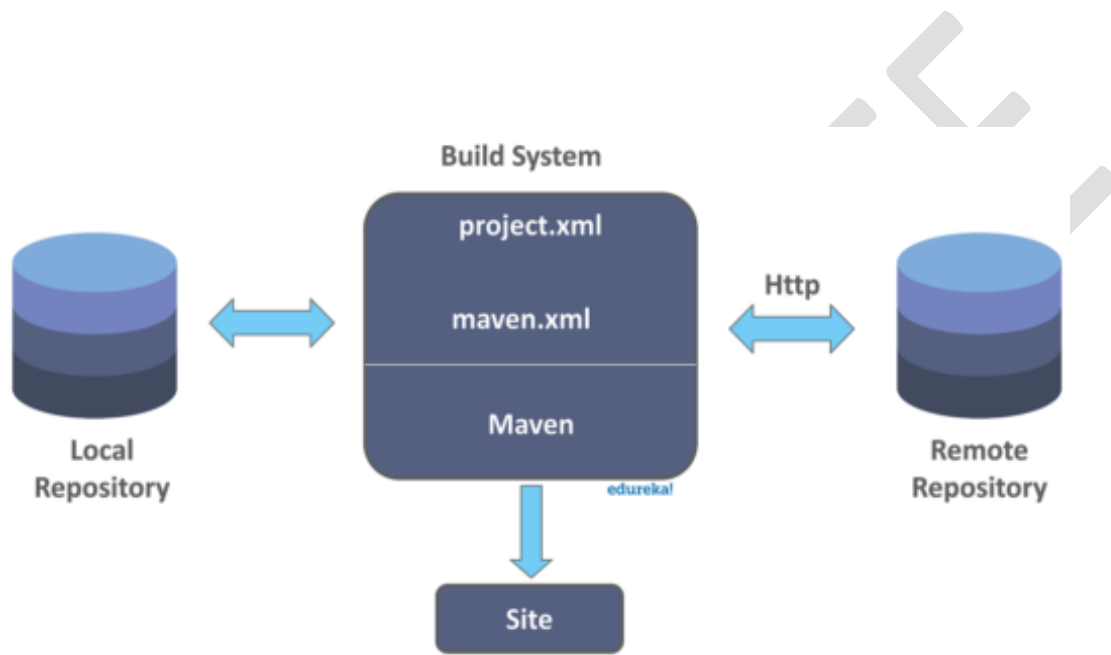 Build System
project.xml
maven.xml
Maven
Http
Local
Repository
Remote
Repository
edureka!
Site